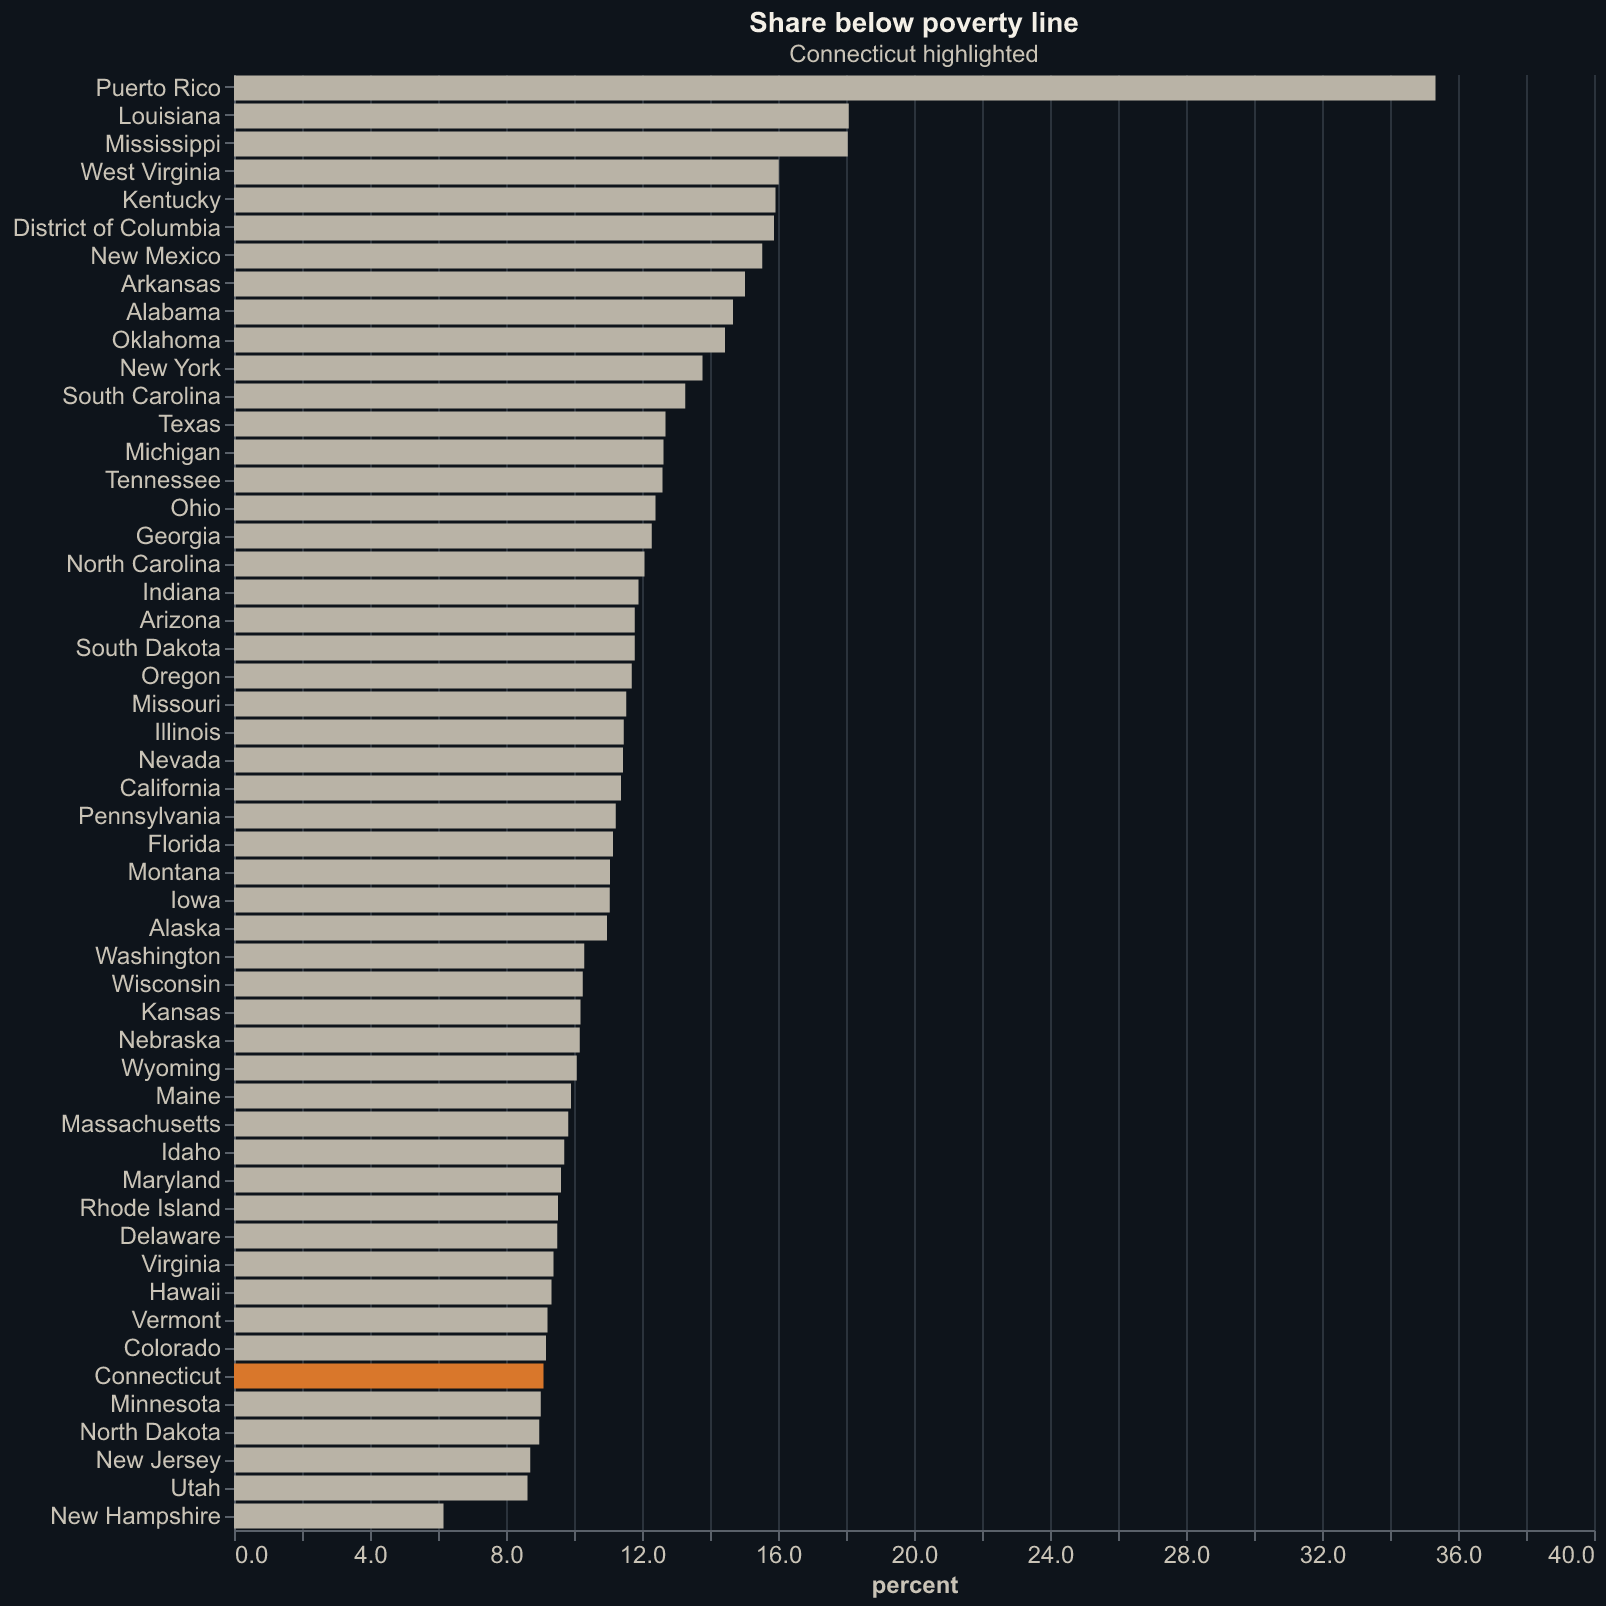 Share below poverty line
Connecticut highlighted
Puerto Rico
Louisiana
Mississippi
West Virginia
Kentucky
District of Columbia
New Mexico
Arkansas
Alabama
Oklahoma
New York
South Carolina
Texas
Michigan
Tennessee
Ohio
Georgia
North Carolina
Indiana
Arizona
South Dakota
Oregon
Missouri
Illinois
Nevada
California
Pennsylvania
Florida
Montana
Iowa
Alaska
Washington
Wisconsin
Kansas
Nebraska
Wyoming
Maine
Massachusetts
Idaho
Maryland
Rhode Island
Delaware
Virginia
Hawaii
Vermont
Colorado
Connecticut
Minnesota
North Dakota
New Jersey
Utah
New Hampshire
0.0 4.0 8.0 12.0 16.0 20.0 24.0 28.0 32.0 36.0 40.0
percent